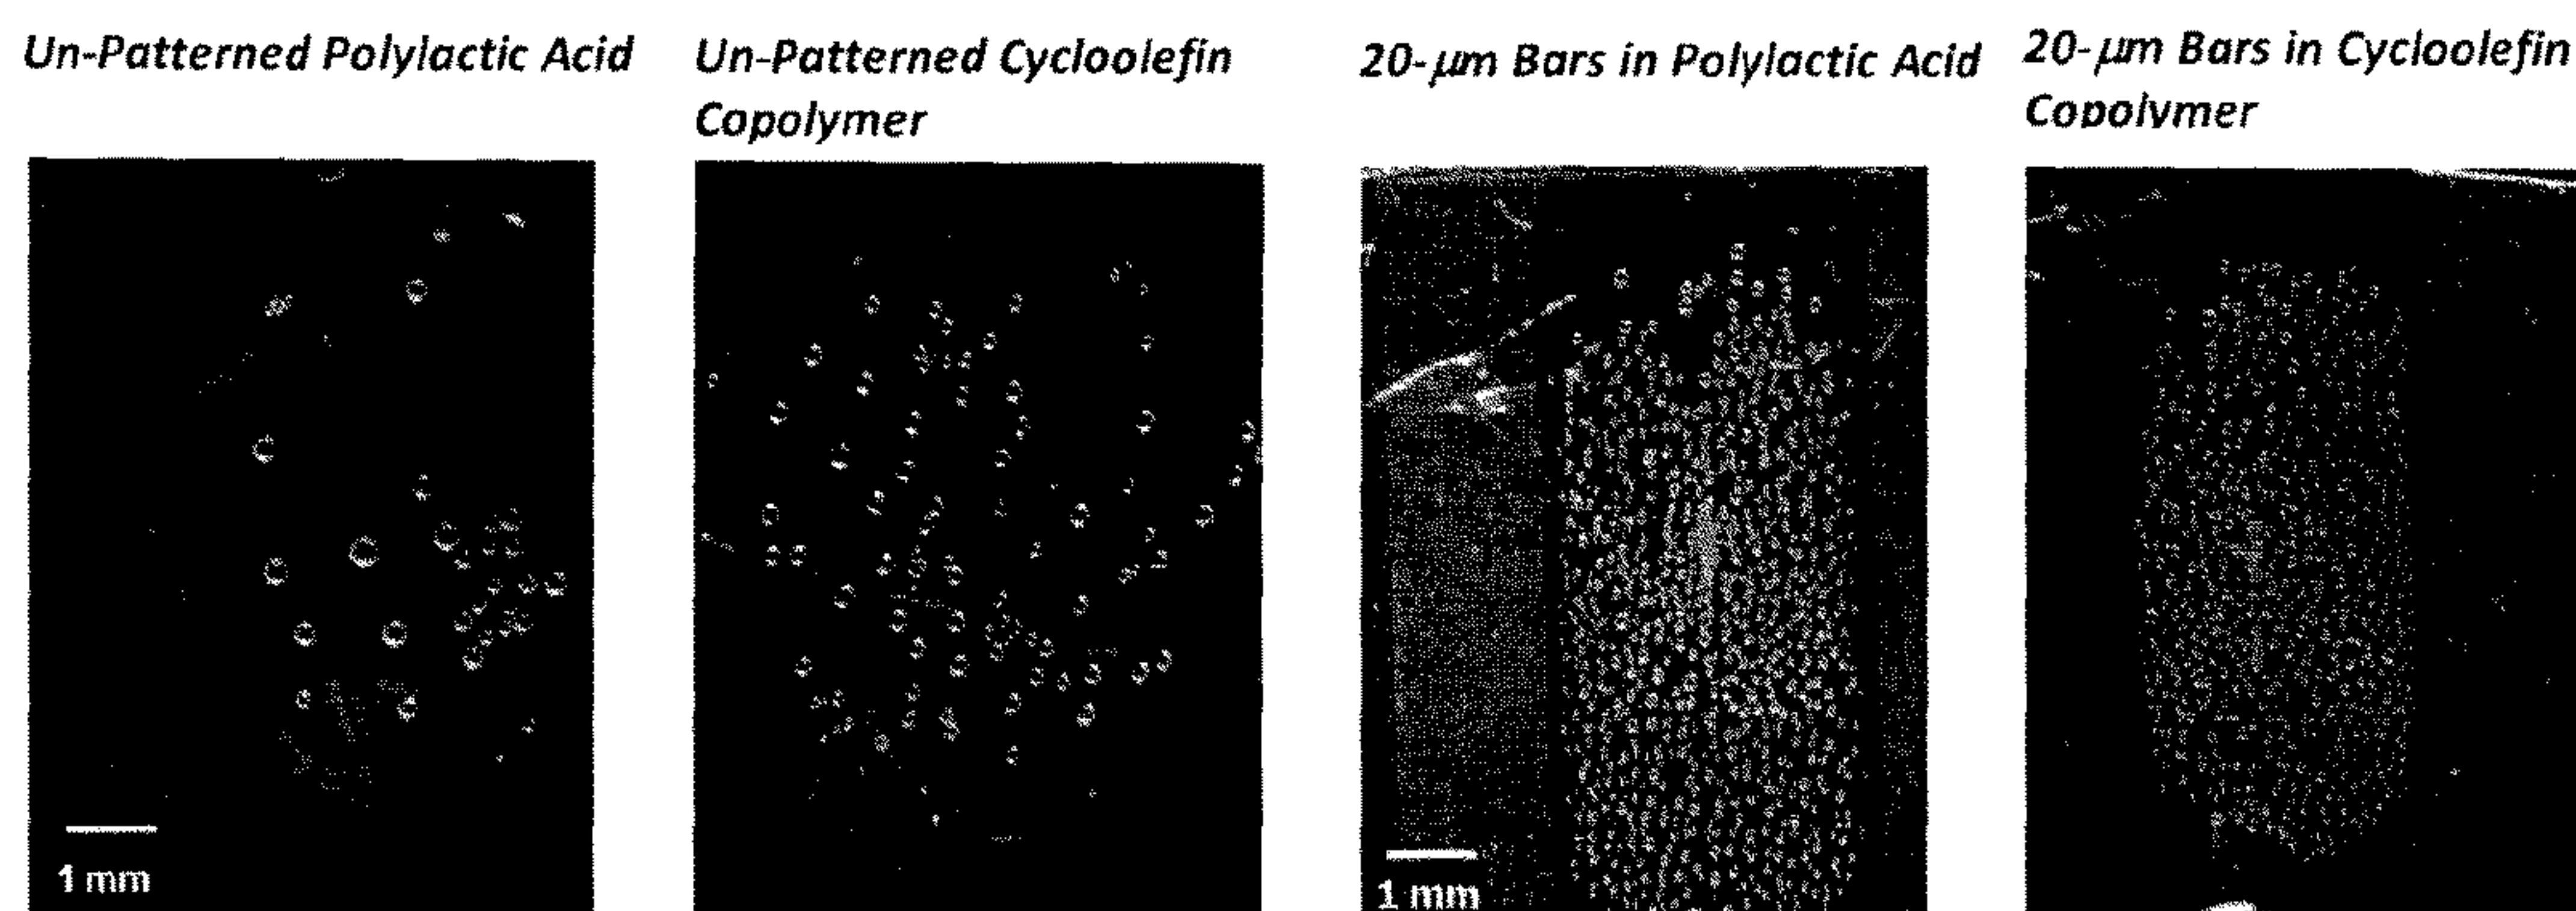 Un-Patterned Polylactic Acid
Un-Patterned Cycloolefin
Copolymer
20-μm Bars in Polylactic Acid
20-μm Bars in Cycloolefin
Copolymer
1 mm
1 mm